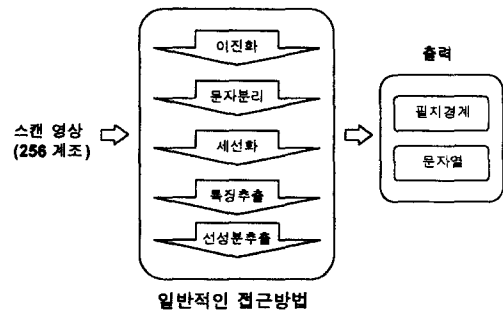 스캔 영상
(256 계조)
이진화
문자분리
세선화
특징추출
선성분추출
일반적인 접근방법
출력
필지경계
문자열